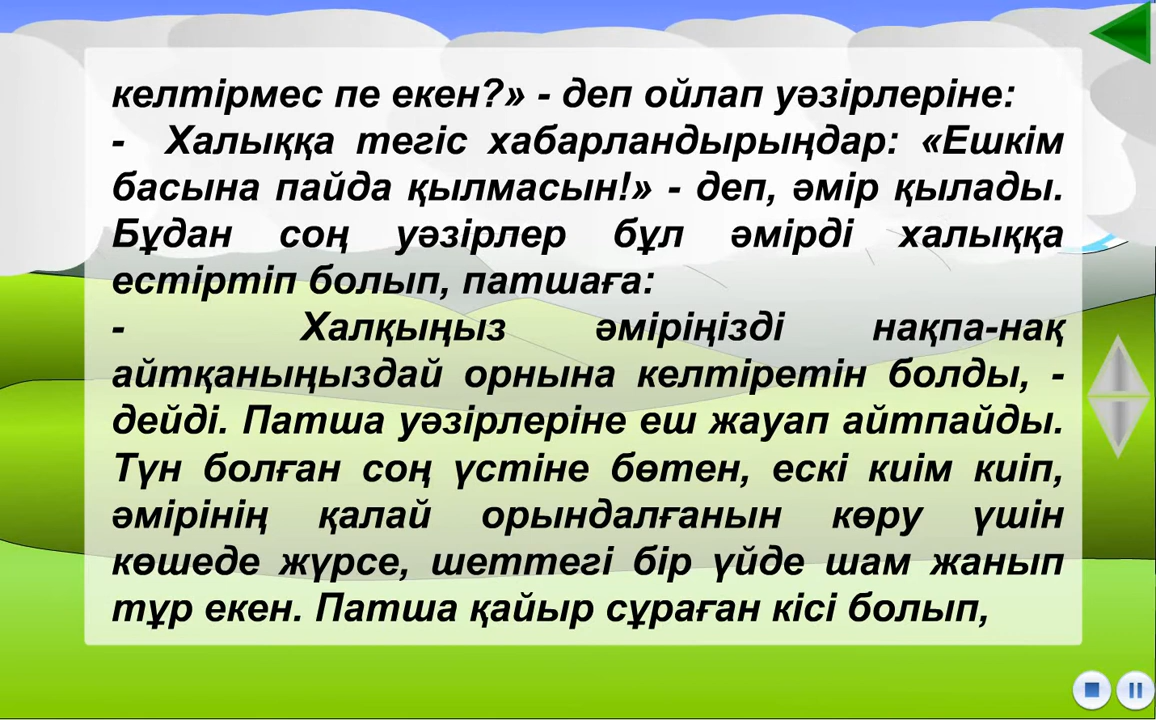 келтірмес пе екен?» - деп ойлап уәзірлеріне:
- Халыққа тегіс хабарландырыңдар: «Ешкім
басына пайда қылмасын!» - деп, әмір қылады.
Бұдан соң уәзірлер бұл әмірді халыққа
естіртіп болып, патшаға:
- Халқыңыз әміріңізді нақпа-нақ
айтқаныңыздай орнына келтіретін болды, -
дейді. Патша уәзірлеріне еш жауап айтпайды.
Түн болған соң үстіне бөтен, ескі киім киіп,
әмірінің қалай орындалғанын көру үшін
көшеде жүрсе, шеттегі бір үйде шам жанып
тұр екен. Патша қайыр сұраған кісі болып,